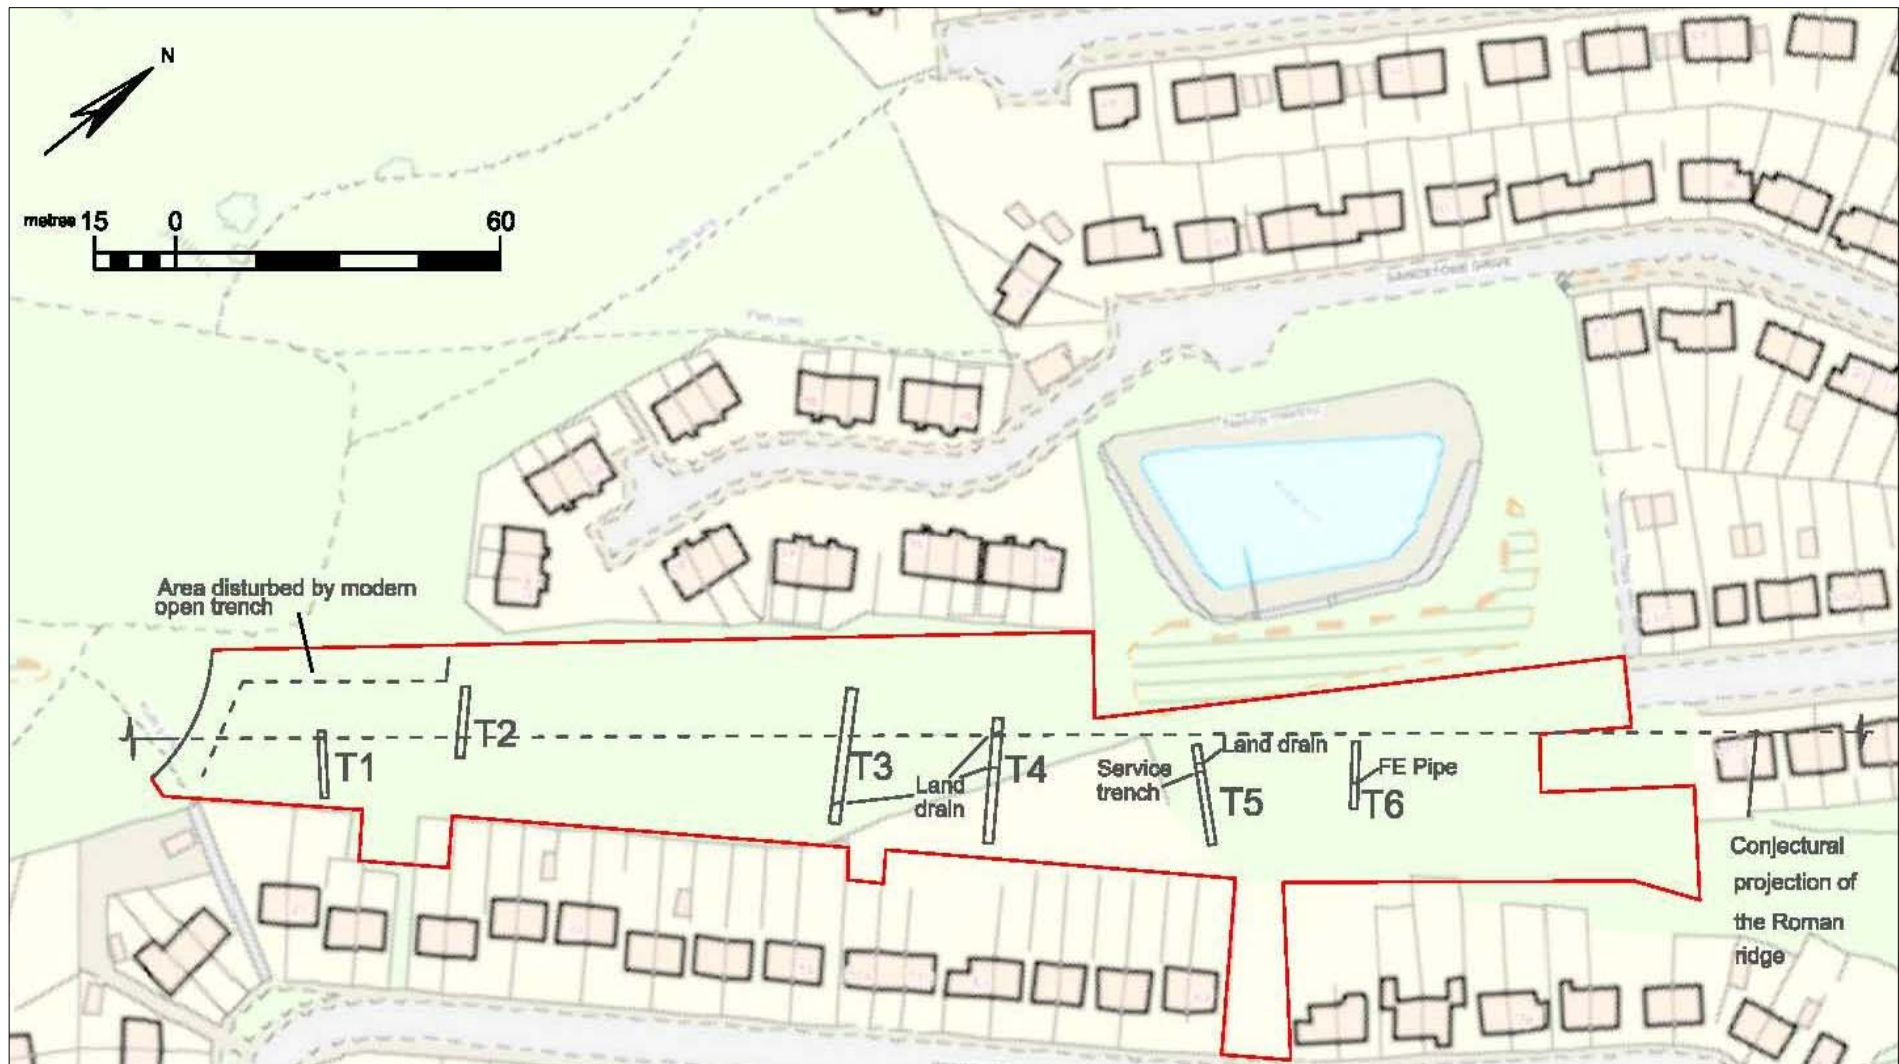 N
metres 15 0 60
Area disturbed by modern
open trench
T1
T2
T3
Land
drain
T4
Service
trench
Land drain
T5
FE Pipe
T6
Conjectural
projection of
the Roman
ridge